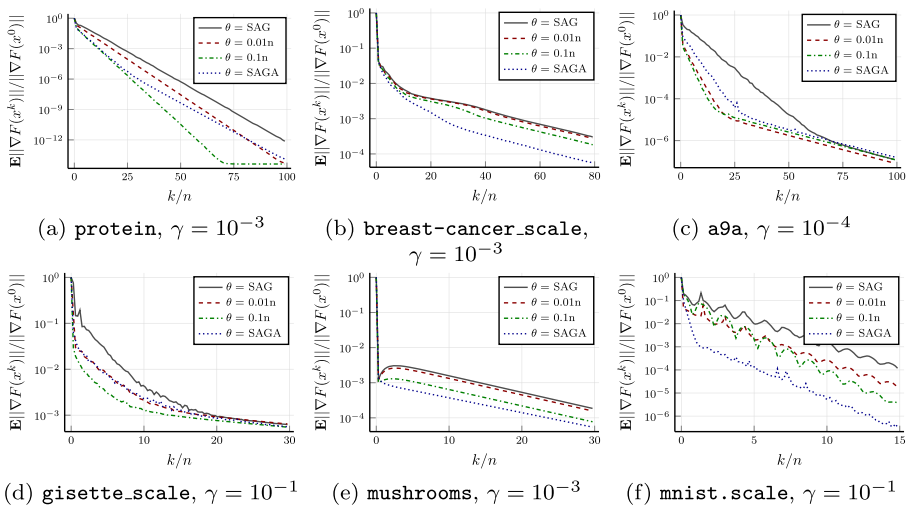 E||∇F(x^k)||/||∇F(x^0)||
10^0
10^−3
10^−6
10^−9
10^−12
θ = SAG
θ = 0.01n
θ = 0.1n
θ = SAGA
0 25 50 75 100
k/n
(a) protein, γ = 10^−3
E||∇F(x^k)||/||∇F(x^0)||
10^0
10^−1
10^−2
10^−3
10^−4
θ = SAG
θ = 0.01n
θ = 0.1n
θ = SAGA
0 20 40 60 80
k/n
(b) breast-cancer_scale,
γ = 10^−3
E||∇F(x^k)||/||∇F(x^0)||
10^0
10^−2
10^−4
10^−6
θ = SAG
θ = 0.01n
θ = 0.1n
θ = SAGA
0 25 50 75 100
k/n
(c) a9a, γ = 10^−4
E||∇F(x^k)||/||∇F(x^0)||
10^0
10^−1
10^−2
10^−3
θ = SAG
θ = 0.01n
θ = 0.1n
θ = SAGA
0 10 20 30
k/n
(d) gisette_scale, γ = 10^−1
E||∇F(x^k)||/||∇F(x^0)||
10^0
10^−1
10^−2
10^−3
10^−4
θ = SAG
θ = 0.01n
θ = 0.1n
θ = SAGA
0 10 20 30
k/n
(e) mushrooms, γ = 10^−3
E||∇F(x^k)||/||∇F(x^0)||
10^0
10^−1
10^−2
10^−3
10^−4
10^−5
10^−6
θ = SAG
θ = 0.01n
θ = 0.1n
θ = SAGA
0 5 10 15
k/n
(f) mnist.scale, γ = 10^−1